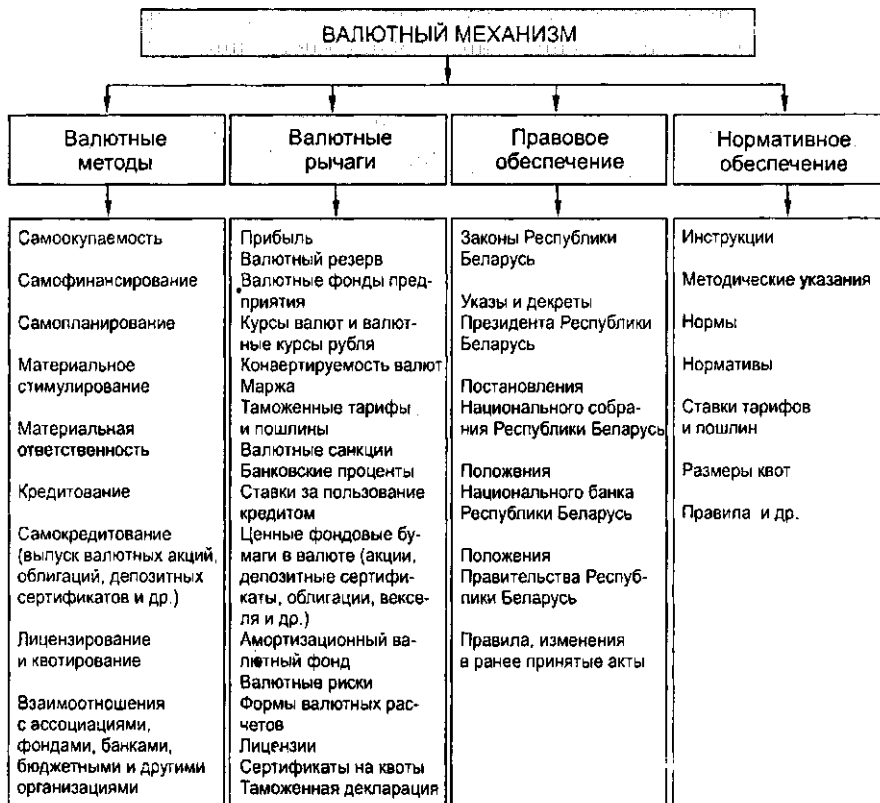 ВАЛЮТНЫЙ МЕХАНИЗМ
Валютные
методы
Валютные
рычаги
Правовое
обеспечение
Нормативное
обеспечение
Самоокупаемость
Самофинансирование
Самопланирование
Материальное
стимулирование
Материальная
ответственность
Кредитование
Самокредитование
(выпуск валютных акций,
облигаций, депозитных
сертификатов и др.)
Лицензирование
и квотирование
Взаимоотношения
с ассоциациями,
фондами, банками,
бюджетными и другими
организациями
Прибыль
Валютный резерв
Валютные фонды пред-
приятия
Курсы валют и валют-
ные курсы рубля
Конвертируемость валют
Маржа
Таможенные тарифы
и пошлины
Валютные санкции
Банковские проценты
Ставки за пользование
кредитом
Ценные фондовые бу-
маги в валюте (акции,
депозитные сертифи-
каты, облигации, вексе-
ля и др.)
Амортизационный ва-
лютный фонд
Валютные риски
Формы валютных рас-
четов
Лицензии
Сертификаты на квоты
Таможенная декларация
Законы Республики
Беларусь
Указы и декреты
Президента Республики
Беларусь
Постановления
Национального собра-
ния Республики Беларусь
Положения
Национального банка
Республики Беларусь
Положения
Правительства Респуб-
лики Беларусь
Правила, изменения
в ранее принятые акты
Инструкции
Методические указания
Нормы
Нормативы
Ставки тарифов
и пошлин
Размеры квот
Правила и др.